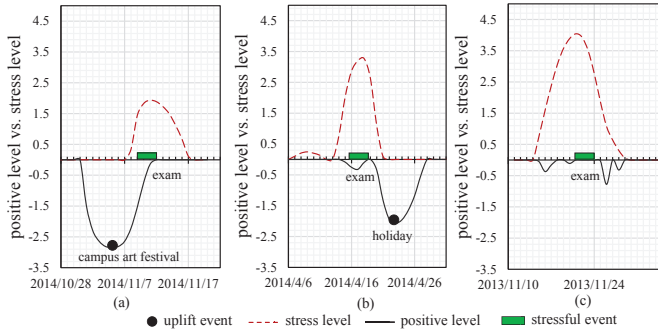 positive level vs. stress level
4.5
3.5
2.5
1.5
0.5
-0.5
-1.5
-2.5
-3.5
exam
campus art festival
2014/10/28 2014/11/7 2014/11/17
(a)
positive level vs. stress level
4.5
3.5
2.5
1.5
0.5
-0.5
-1.5
-2.5
-3.5
exam
holiday
2014/4/6 2014/4/16 2014/4/26
(b)
positive level vs. stress level
4.5
3.5
2.5
1.5
0.5
-0.5
-1.5
-2.5
-3.5
exam
2013/11/10 2013/11/24
(c)
uplift event stress level positive level stressful event